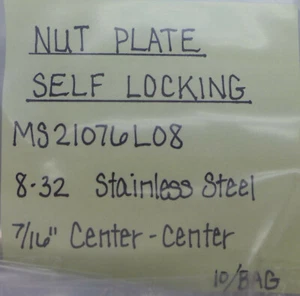 NUT PLATE
SELF LOCKING
MS21076L08
8-32 Stainless Steel
7/16" Center-Center
10/BAG